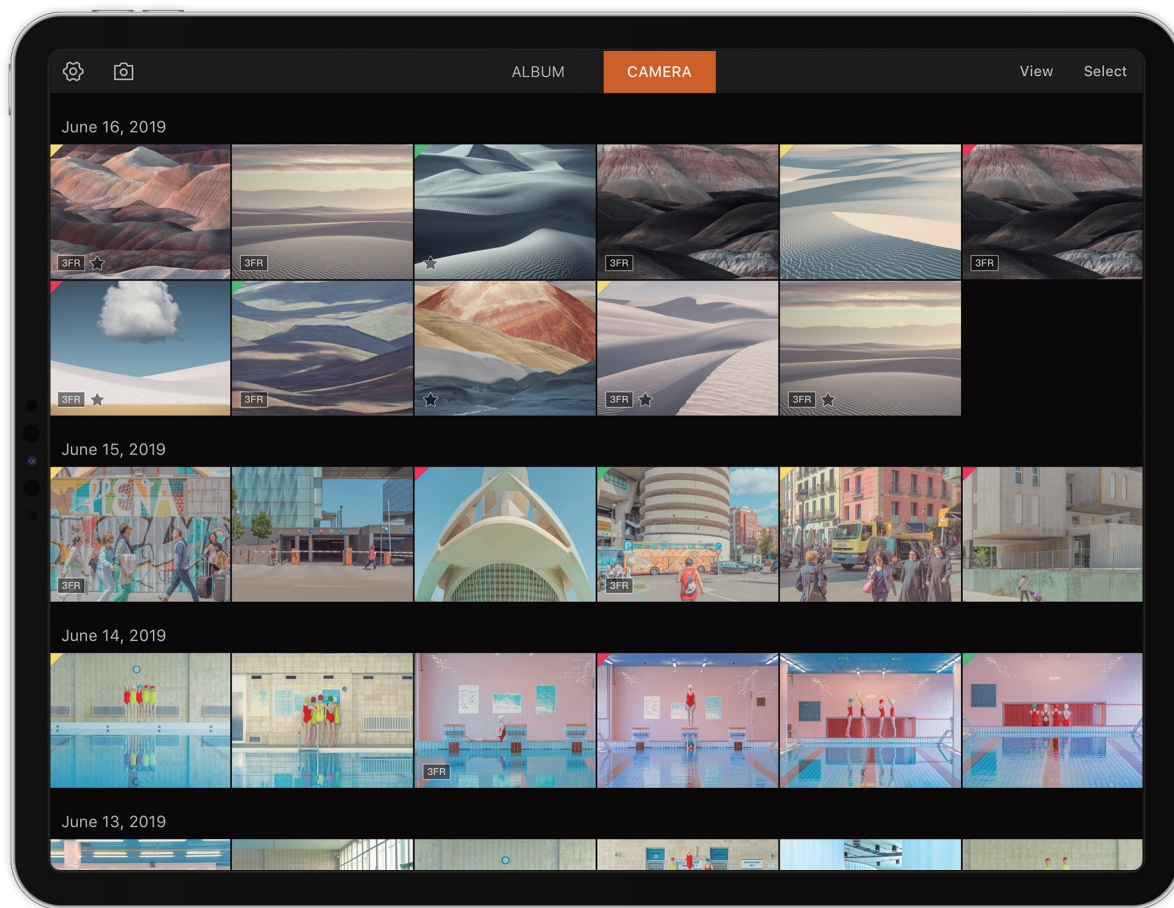 ALBUM CAMERA View Select
June 16, 2019
3FR 3FR 3FR 3FR
3FR 3FR 3FR 3FR
June 15, 2019
3FR 3FR
June 14, 2019
3FR
June 13, 2019